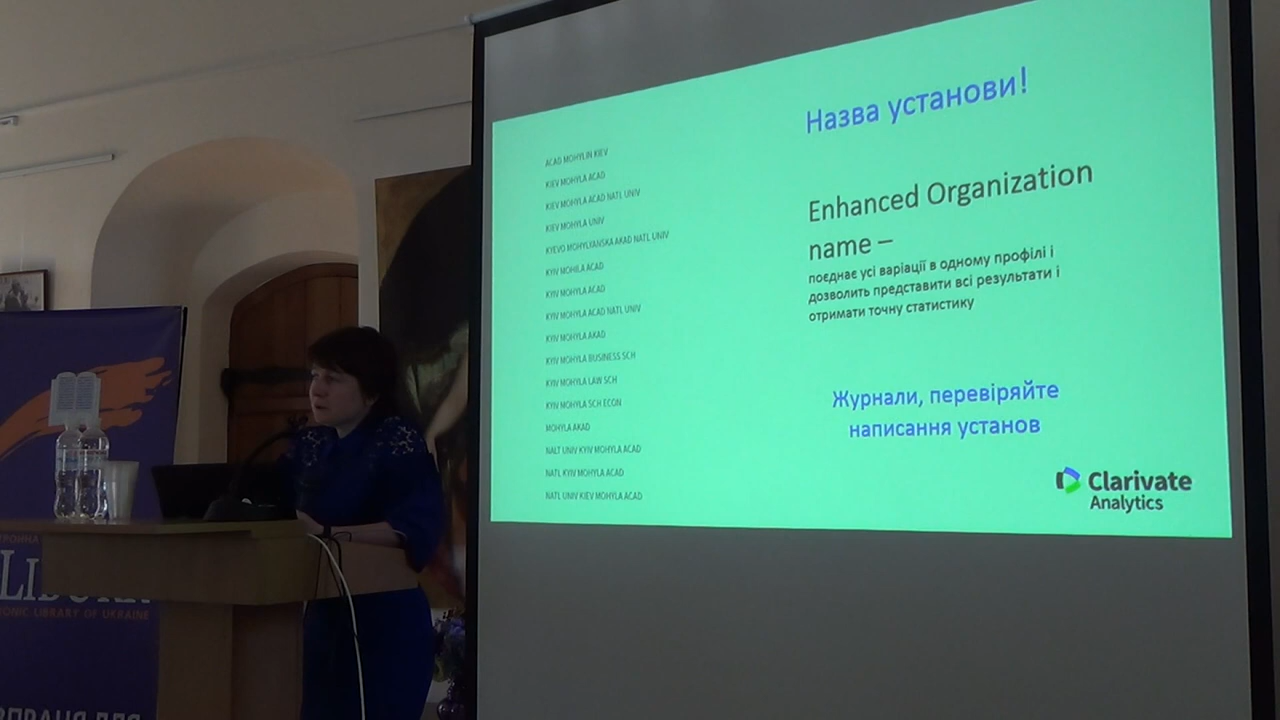 Назва установи!
ACAD MOHYLIN KIEV
KIEV MOHYLA ACAD
KIEV MOHYLA ACAD NATL UNIV
KIEV MOHYLA UNIV
KYEVO MOHYLYANSKA AKAD NATL UNIV
KYIV MOHILA ACAD
KYIV MOHYLA ACAD
KYIV MOHYLA ACAD NATL UNIV
KYIV MOHYLA AKAD
KYIV MOHYLA BUSINESS SCH
KYIV MOHYLA LAW SCH
KYIV MOHYLA SCH ECON
MOHYLA AKAD
NALT UNIV KYIV MOHYLA ACAD
NATL KYIV MOHYLA ACAD
NATL UNIV KIEV MOHYLA ACAD
Enhanced Organization
name –
поєднає усі варіації в одному профілі і
дозволить представити всі результати і
отримати точну статистику
Журнали, перевіряйте
написання установ
Clarivate
Analytics
LIBRARY OF UKRAINE